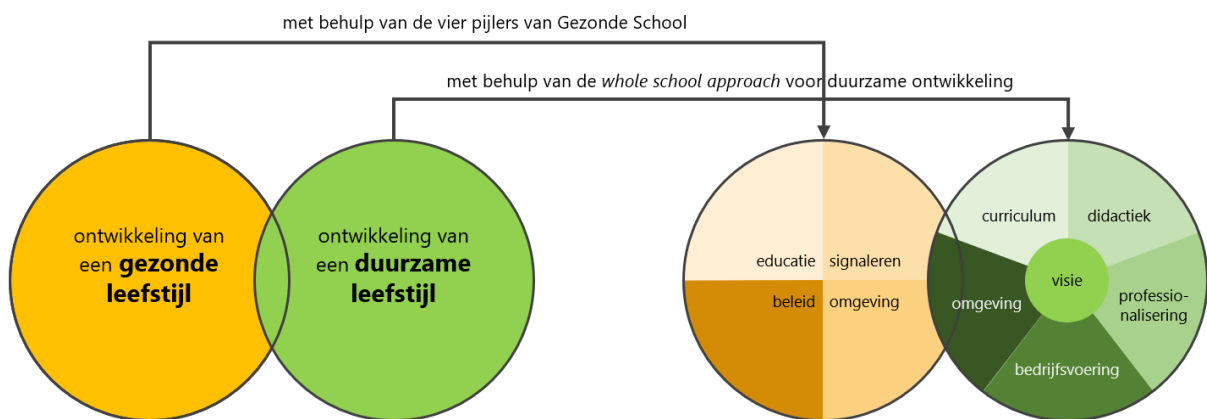 met behulp van de vier pijlers van Gezonde School
met behulp van de whole school approach voor duurzame ontwikkeling
ontwikkeling van
een gezonde
leefstijl
ontwikkeling van
een duurzame
leefstijl
educatie
signaleren
beleid
omgeving
curriculum
didactiek
omgeving
visie
professio-
nalisering
bedrijfsvoering